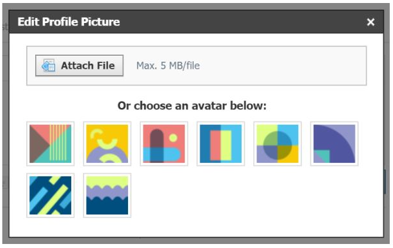 Edit Profile Picture ×
Attach File Max. 5 MB/file
Or choose an avatar below: